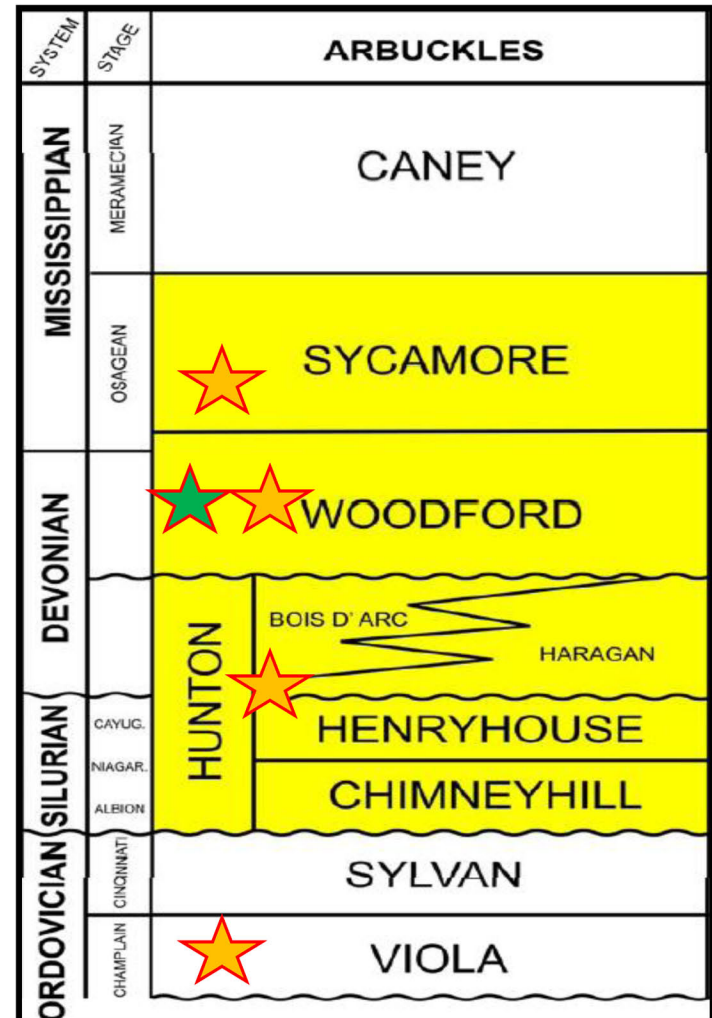 SYSTEM
STAGE
ARBUCKLES
MISSISSIPPIAN
MERAMECIAN
CANEY
OSAGEAN
SYCAMORE
DEVONIAN
WOODFORD
HUNTON
BOIS D' ARC
HARAGAN
SILURIAN
CAYUG.
HENRYHOUSE
NIAGAR.
CHIMNEYHILL
ALBION
ORDOVICIAN
CINCINNATI
SYLVAN
CHAMPLAIN
VIOLA